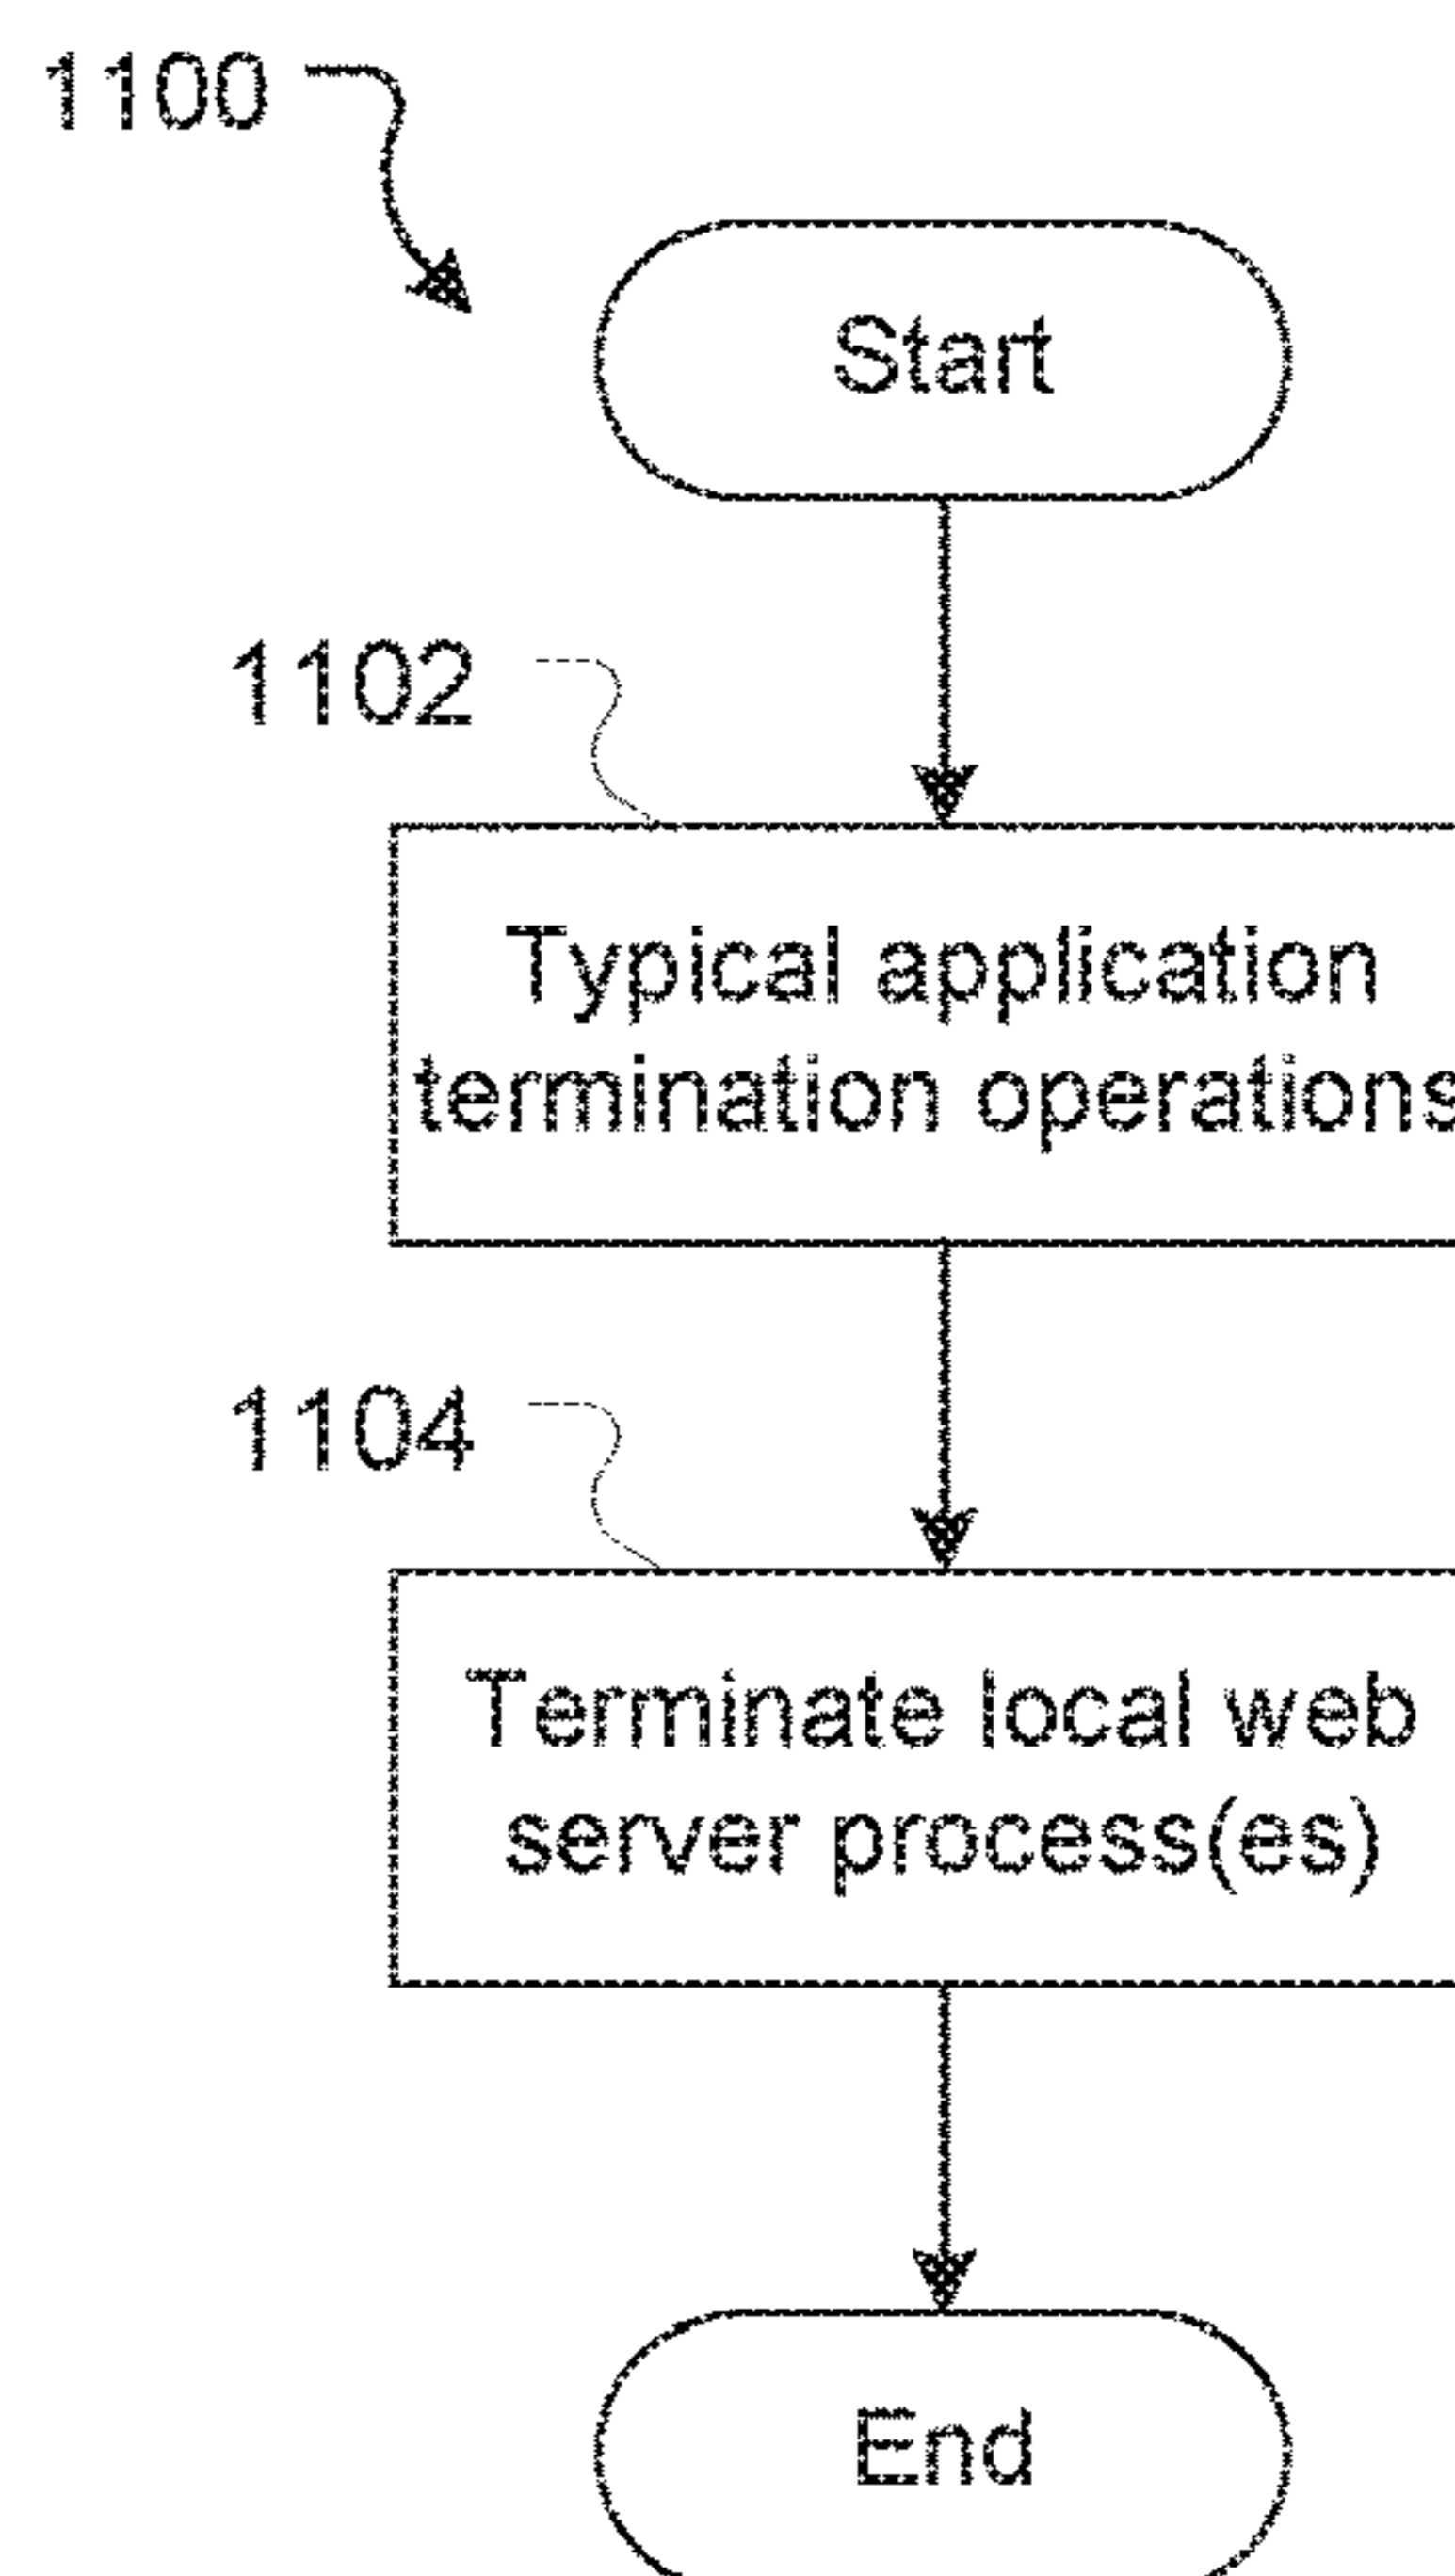 1100
Start
1102
Typical application
termination operations
1104
Terminate local web
server process(es)
End